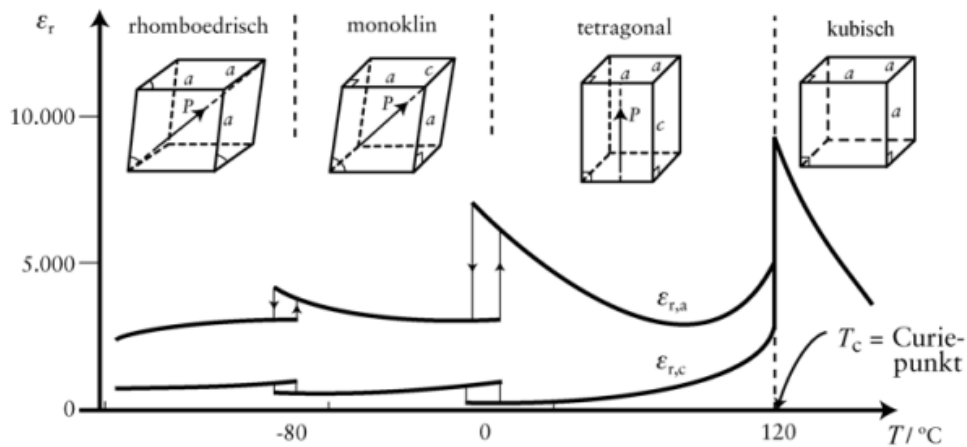 εr
rhomboedrisch
monoklin
tetragonal
kubisch
a
a
a
P
a
c
a
P
a
a
c
P
a
a
a
10.000
5.000
0
εr,a
εr,c
Tc = Curie-
punkt
-80
0
120
T/ °C